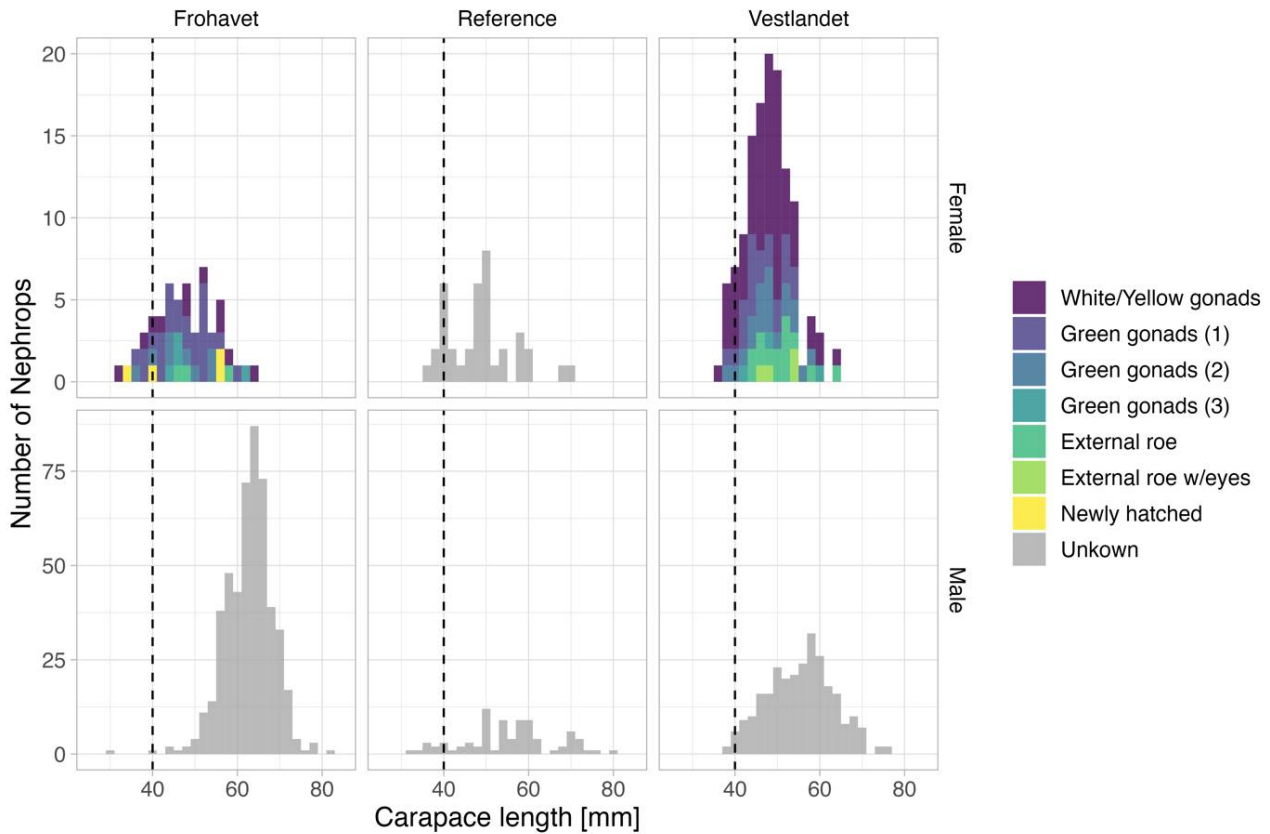 Frohavet Reference Vestlandet
20
15
10
5
0
Female
Number of Nephrops
75
50
25
0
Male
40 60 80 40 60 80 40 60 80
Carapace length [mm]
White/Yellow gonads
Green gonads (1)
Green gonads (2)
Green gonads (3)
External roe
External roe w/eyes
Newly hatched
Unkown